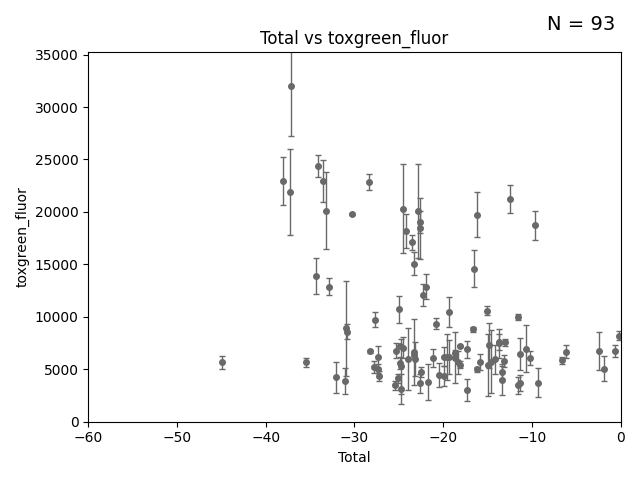 N = 93
Total vs toxgreen_fluor
35000
30000
25000
20000
15000
10000
5000
0
toxgreen_fluor
−60 −50 −40 −30 −20 −10 0
Total